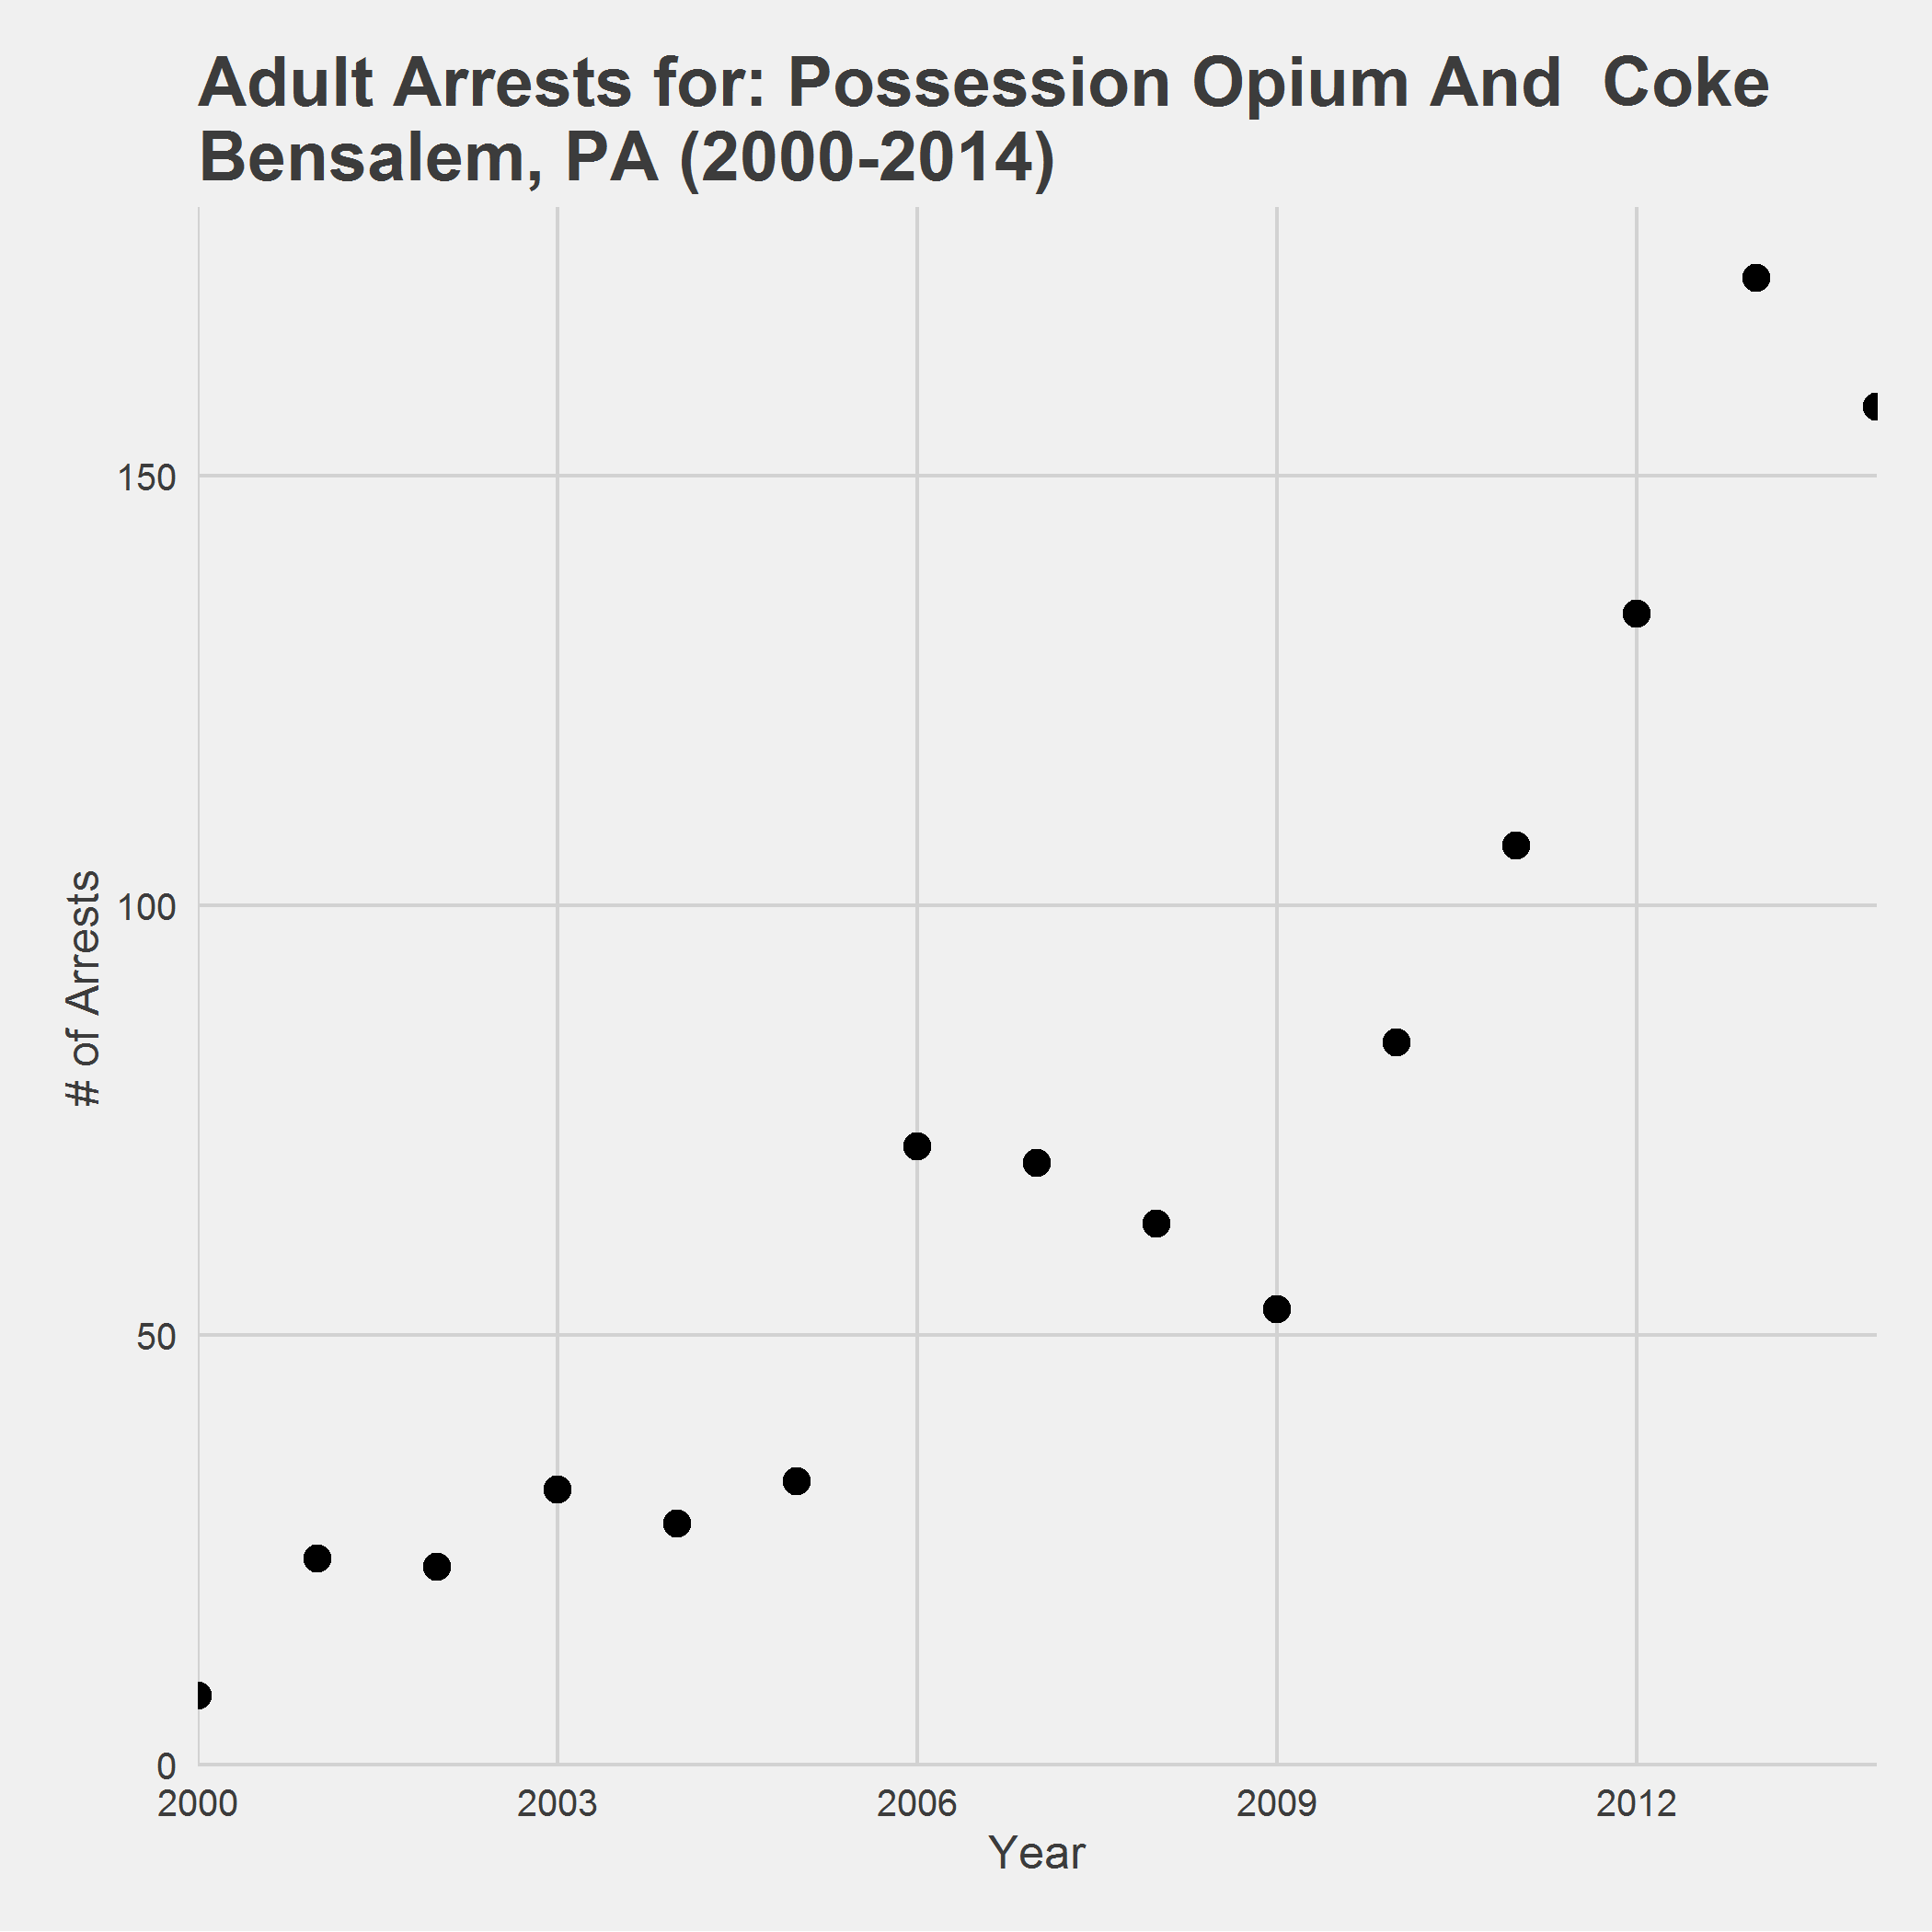 Adult Arrests for: Possession Opium And  Coke
Bensalem, PA (2000-2014)
# of Arrests
150
100
50
0
2000 2003 2006 2009 2012
Year